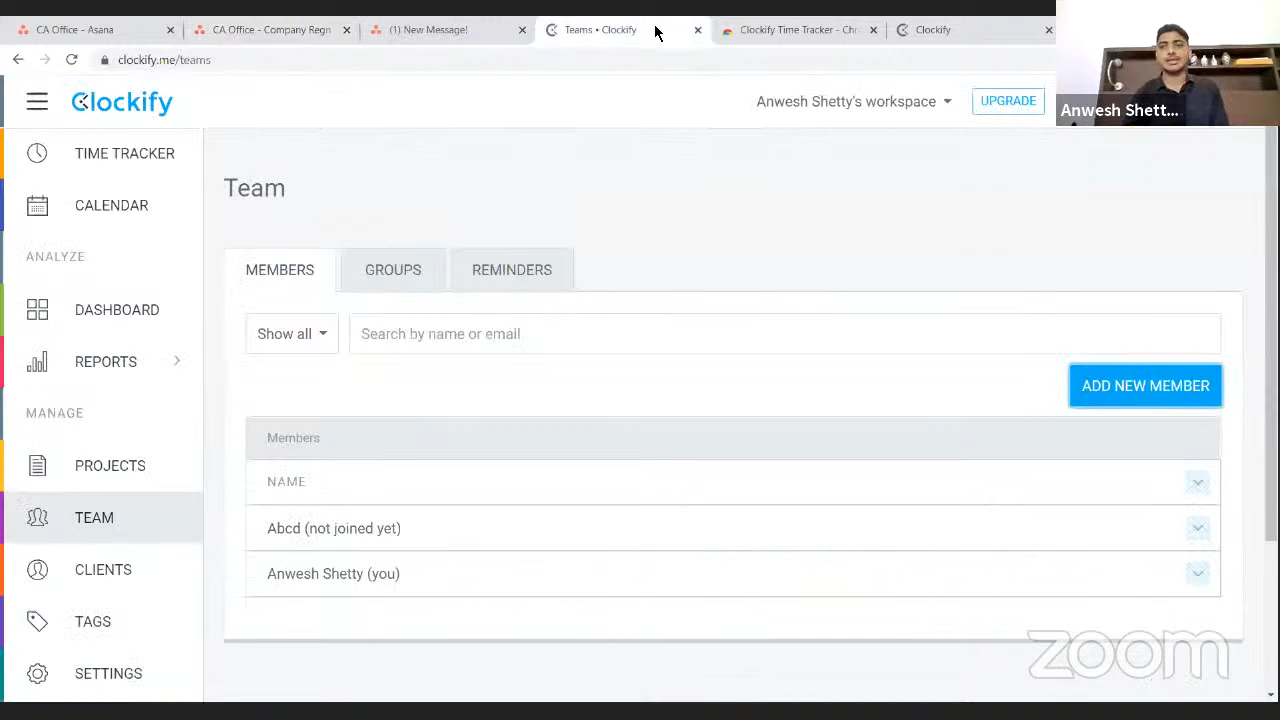 CA Office - Asana
CA Office - Company Regn
(1) New Message!
Teams • Clockify
Clockify Time Tracker - Chr
Clockify
clockify.me/teams
Clockify
Anwesh Shetty's workspace
UPGRADE
Anwesh Shett...
TIME TRACKER
CALENDAR
ANALYZE
DASHBOARD
REPORTS
MANAGE
PROJECTS
TEAM
CLIENTS
TAGS
SETTINGS
Team
MEMBERS
GROUPS
REMINDERS
Show all
Search by name or email
ADD NEW MEMBER
Members
NAME
Abcd (not joined yet)
Anwesh Shetty (you)
zoom